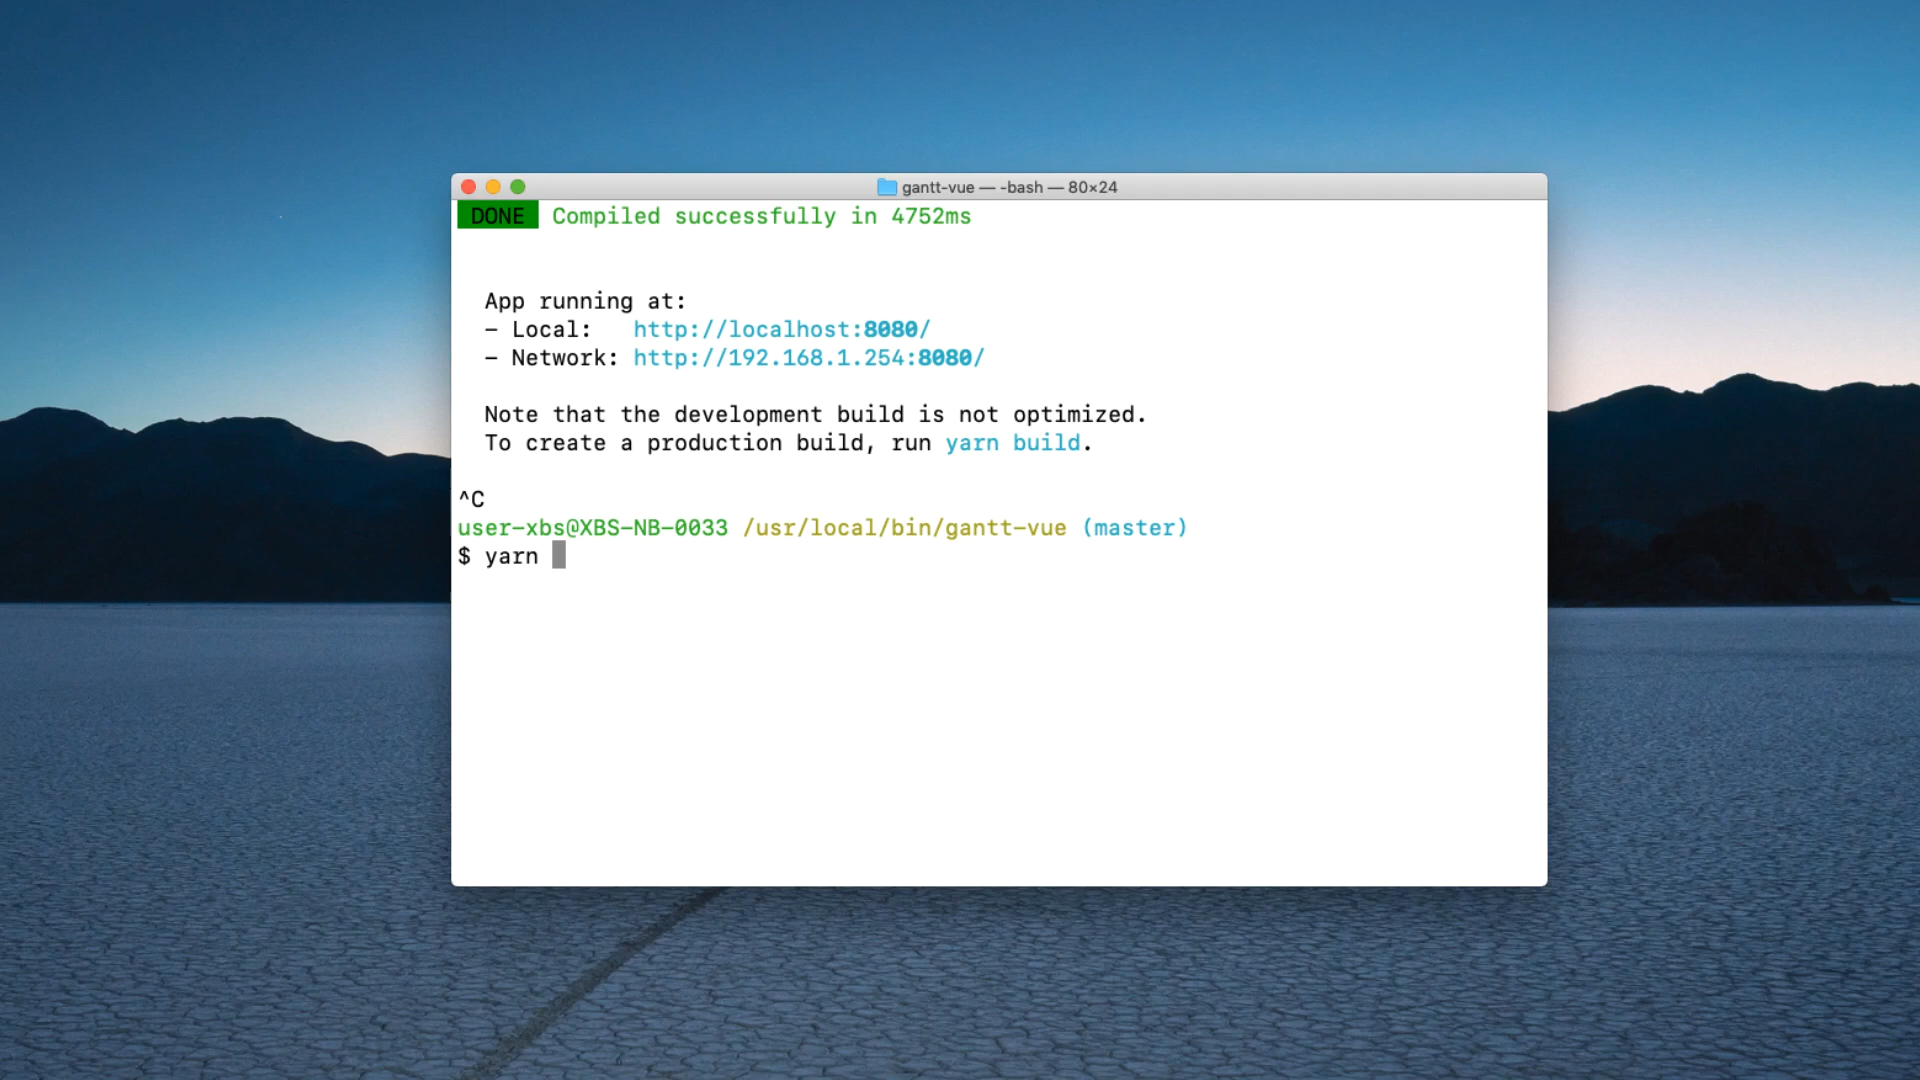 gantt-vue — -bash — 80×24
DONE Compiled successfully in 4752ms
App running at:
- Local: http://localhost:8080/
- Network: http://192.168.1.254:8080/
Note that the development build is not optimized.
To create a production build, run yarn build.
^C
user-xbs@XBS-NB-0033 /usr/local/bin/gantt-vue (master)
$ yarn